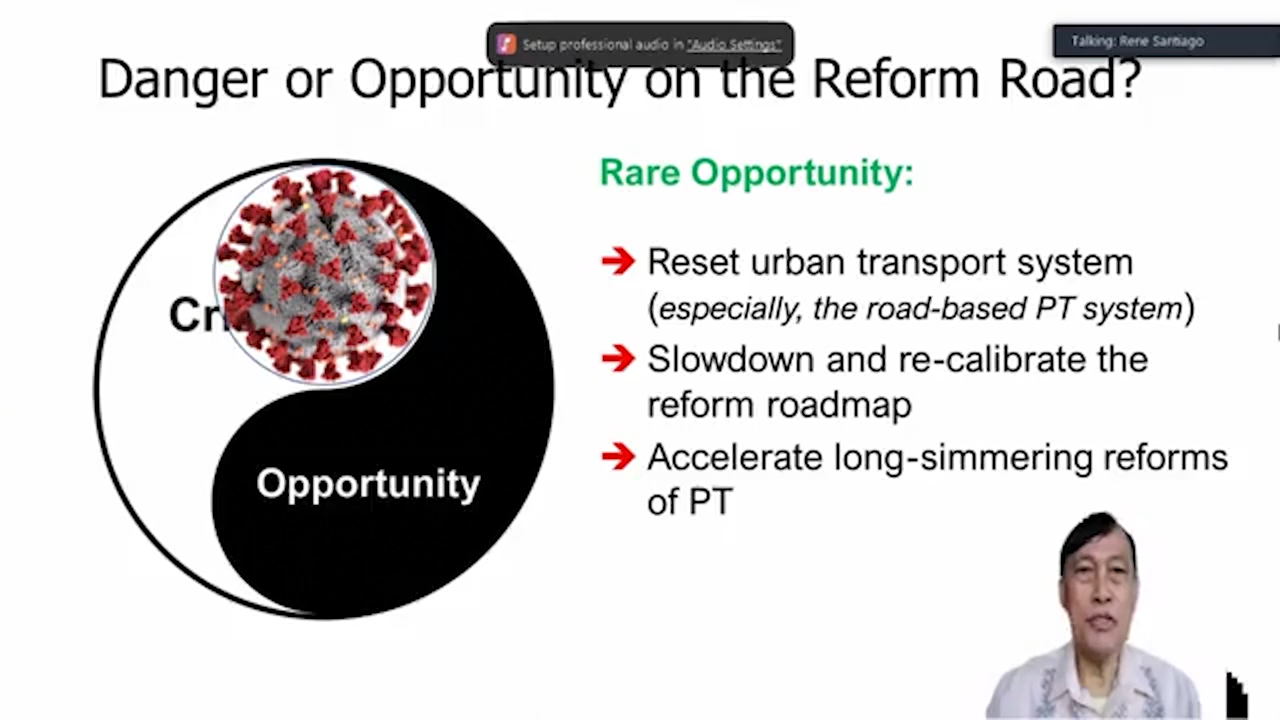 Setup professional audio in "Audio Settings"
Talking: Rene Santiago
Danger or Opportunity on the Reform Road?
Rare Opportunity:
➔ Reset urban transport system
(especially, the road-based PT system)
➔ Slowdown and re-calibrate the
reform roadmap
➔ Accelerate long-simmering reforms
of PT
Opportunity